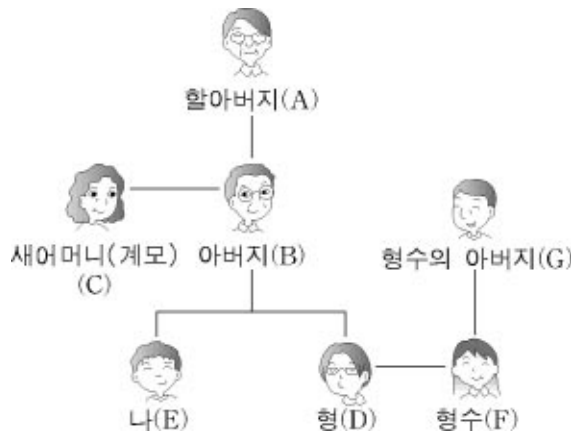 할아버지(A)
새어머니(계모)
(C)
아버지(B)
형수의 아버지(G)
나(E)
형(D)
형수(F)